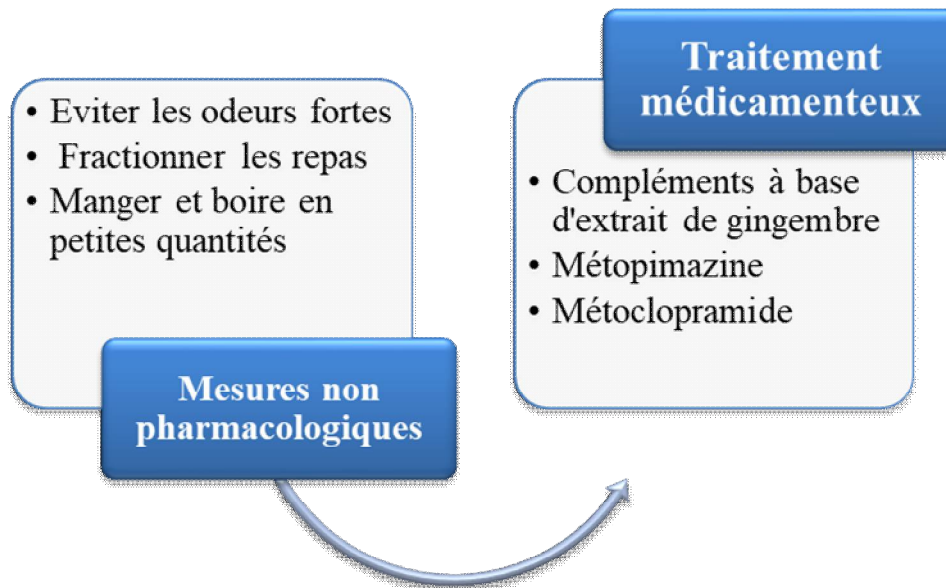 • Eviter les odeurs fortes
• Fractionner les repas
• Manger et boire en
petites quantités
Mesures non
pharmacologiques
Traitement
médicamenteux
• Compléments à base
d'extrait de gingembre
• Métopimazine
• Métoclopramide